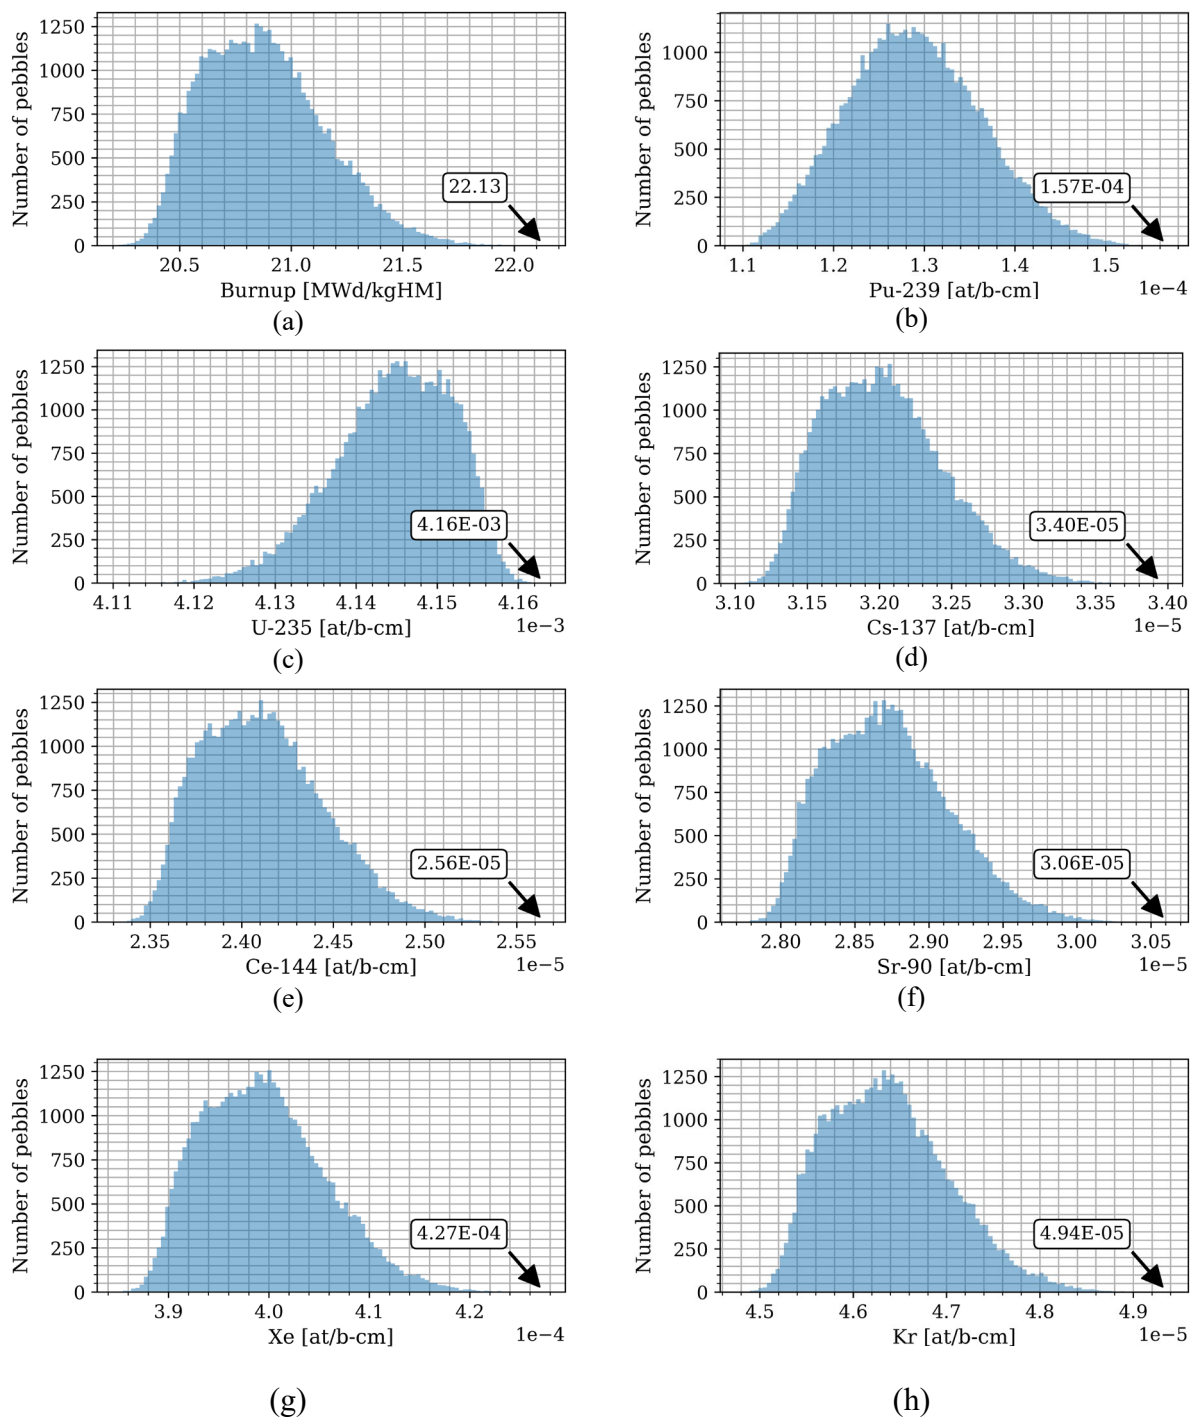 Number of pebbles
1250
1000
750
500
250
0
22.13
20.5 21.0 21.5 22.0
Burnup [MWd/kgHM]
(a)
Number of pebbles
1000
750
500
250
0
1.57E-04
1.1 1.2 1.3 1.4 1.5
Pu-239 [at/b-cm] 1e−4
(b)
Number of pebbles
1250
1000
750
500
250
0
4.16E-03
4.11 4.12 4.13 4.14 4.15 4.16
U-235 [at/b-cm] 1e−3
(c)
Number of pebbles
1250
1000
750
500
250
0
3.40E-05
3.10 3.15 3.20 3.25 3.30 3.35 3.40
Cs-137 [at/b-cm] 1e−5
(d)
Number of pebbles
1250
1000
750
500
250
0
2.56E-05
2.35 2.40 2.45 2.50 2.55
Ce-144 [at/b-cm] 1e−5
(e)
Number of pebbles
1250
1000
750
500
250
0
3.06E-05
2.80 2.85 2.90 2.95 3.00 3.05
Sr-90 [at/b-cm] 1e−5
(f)
Number of pebbles
1250
1000
750
500
250
0
4.27E-04
3.9 4.0 4.1 4.2
Xe [at/b-cm] 1e−4
(g)
Number of pebbles
1250
1000
750
500
250
0
4.94E-05
4.5 4.6 4.7 4.8 4.9
Kr [at/b-cm] 1e−5
(h)